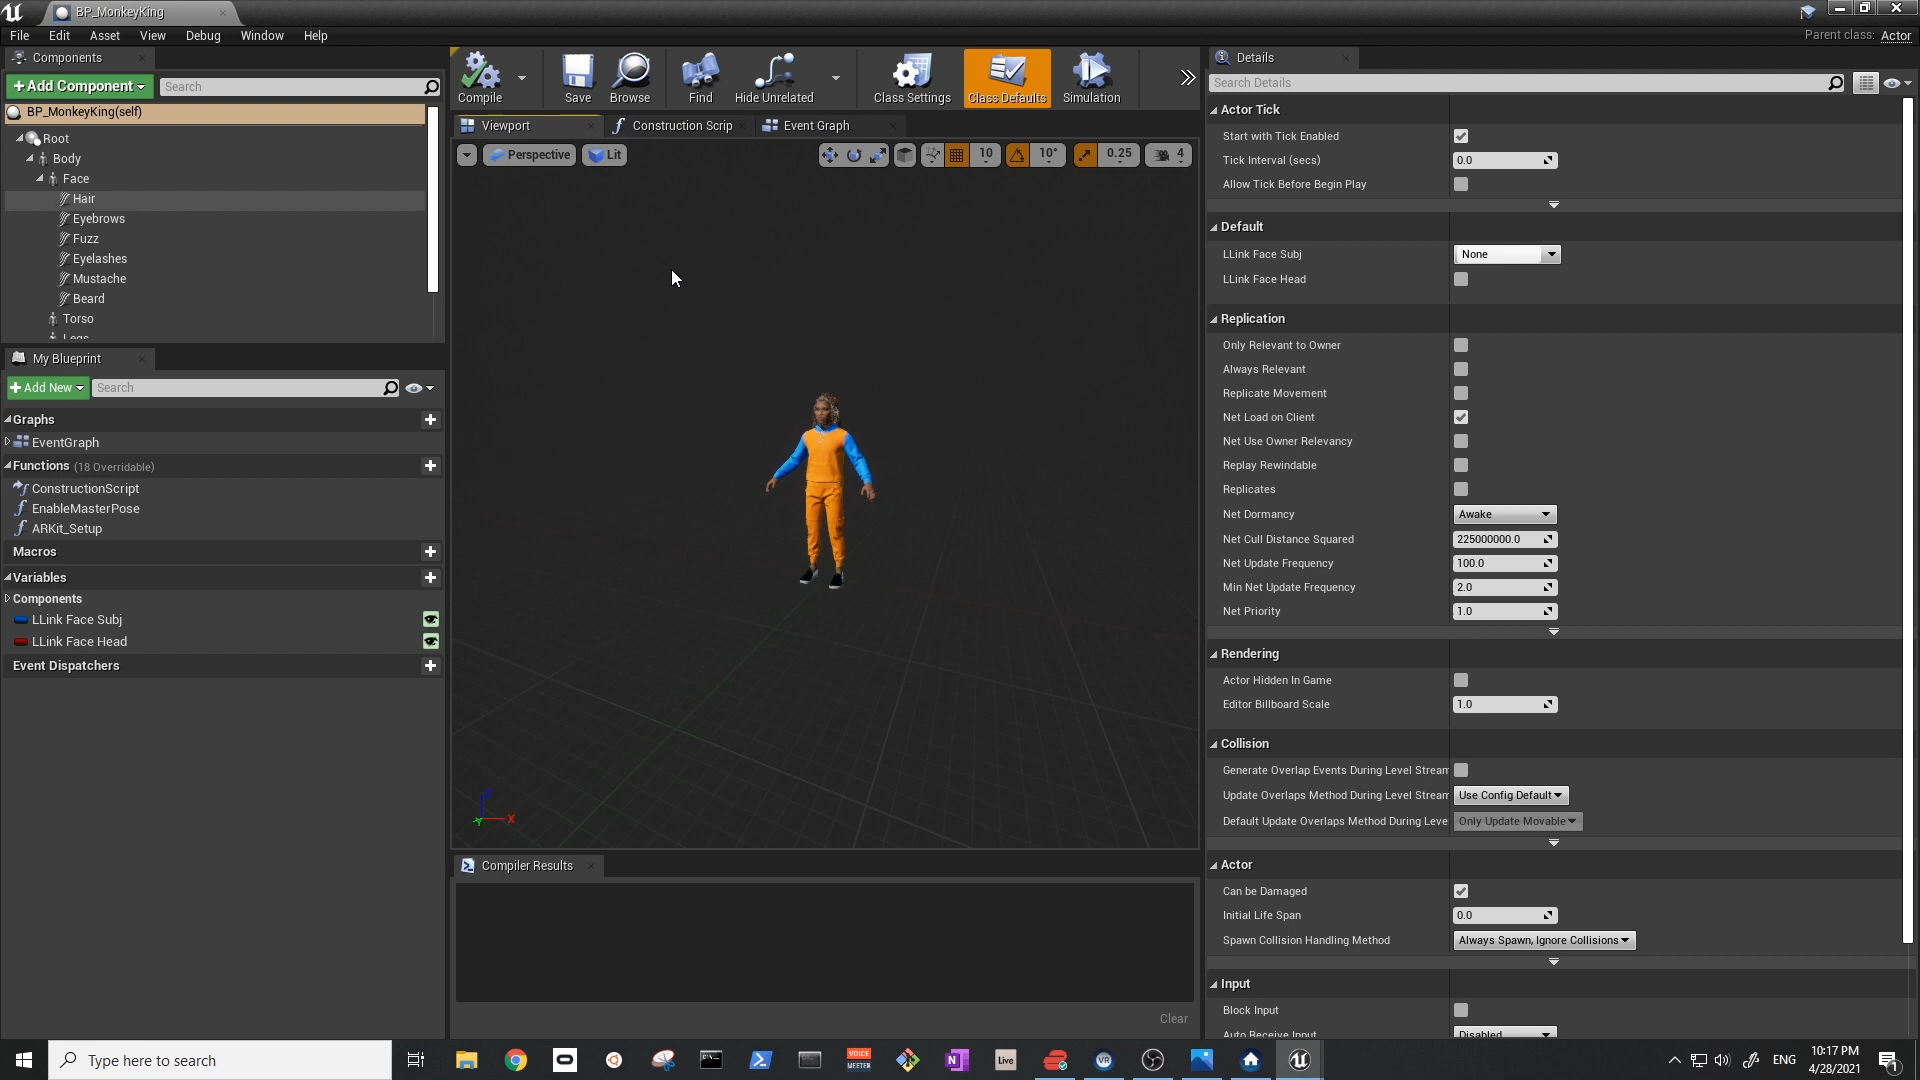 BP_MonkeyKing
File Edit Asset View Debug Window Help
Parent class: Actor
Components
Add Component
Search
BP_MonkeyKing(self)
Root
Body
Face
Hair
Eyebrows
Fuzz
Eyelashes
Mustache
Beard
Torso
Legs
My Blueprint
Add New
Search
Graphs
EventGraph
Functions (18 Overridable)
ConstructionScript
EnableMasterPose
ARKit_Setup
Macros
Variables
Components
LLink Face Subj
LLink Face Head
Event Dispatchers
Compile
Save
Browse
Find
Hide Unrelated
Class Settings
Class Defaults
Simulation
Viewport
Construction Scrip
Event Graph
Perspective
Lit
10
10°
0.25
4
X
Compiler Results
Clear
Details
Search Details
Actor Tick
Start with Tick Enabled
Tick Interval (secs) 0.0
Allow Tick Before Begin Play
Default
LLink Face Subj None
LLink Face Head
Replication
Only Relevant to Owner
Always Relevant
Replicate Movement
Net Load on Client
Net Use Owner Relevancy
Replay Rewindable
Replicates
Net Dormancy Awake
Net Cull Distance Squared 225000000.0
Net Update Frequency 100.0
Min Net Update Frequency 2.0
Net Priority 1.0
Rendering
Actor Hidden In Game
Editor Billboard Scale 1.0
Collision
Generate Overlap Events During Level Stream
Update Overlaps Method During Level Stream Use Config Default
Default Update Overlaps Method During Leve Only Update Movable
Actor
Can be Damaged
Initial Life Span 0.0
Spawn Collision Handling Method Always Spawn, Ignore Collisions
Input
Block Input
Auto Receive Input Disabled
Type here to search
VOICE
MEETER
N
Live
VR
ENG
10:17 PM
4/28/2021
1